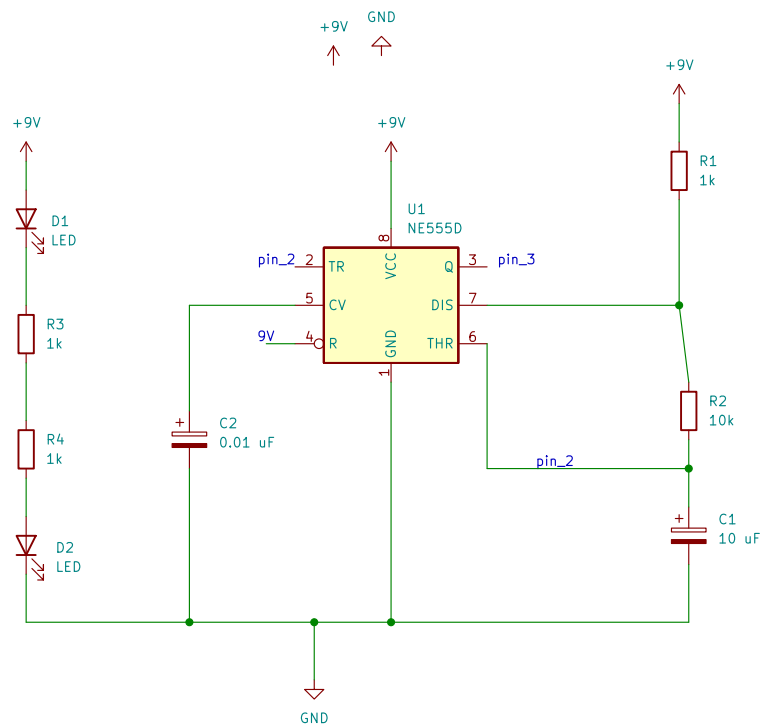 GND
+9V
+9V
+9V
+9V
R1
1k
U1
NE555D
D1
LED
8
VCC
pin_2
2
TR
Q
3
pin_3
5
CV
DIS
7
R3
1k
9V
4
R
GND
THR
6
1
R2
10k
C2
0.01 uF
+
R4
1k
pin_2
C1
10 uF
+
D2
LED
GND